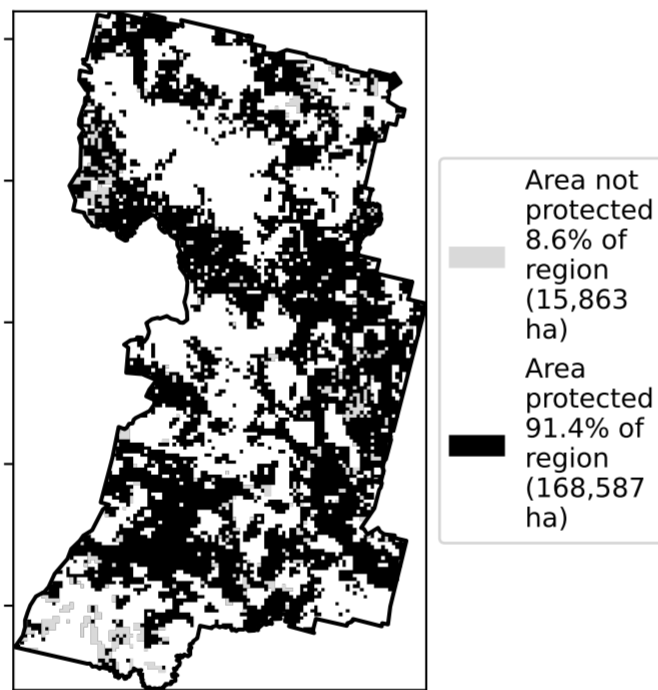 Area not
protected
8.6% of
region
(15,863
ha)
Area
protected
91.4% of
region
(168,587
ha)